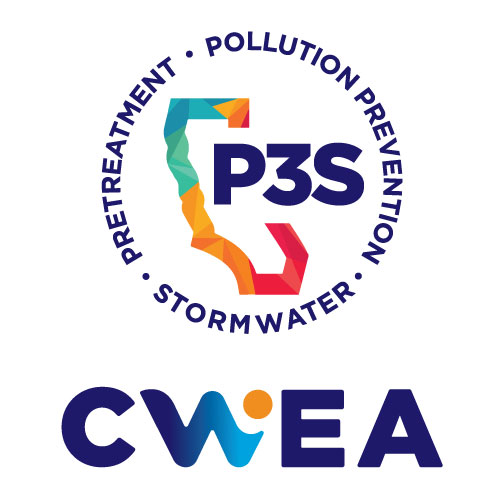 PRETREATMENT • POLLUTION PREVENTION • STORMWATER •
P3S
CWEA